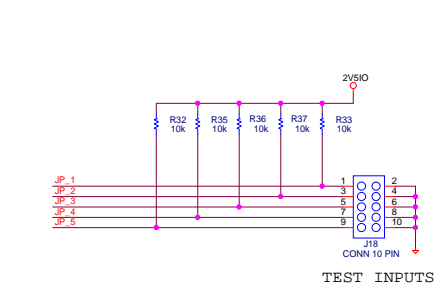 2V5IO
R32 R35 R36 R37 R33
10k 10k 10k 10k 10k
JP_1 1 2
JP_2 3 4
JP_3 5 6
JP_4 7 8
JP_5 9 10
J18
CONN 10 PIN
TEST INPUTS